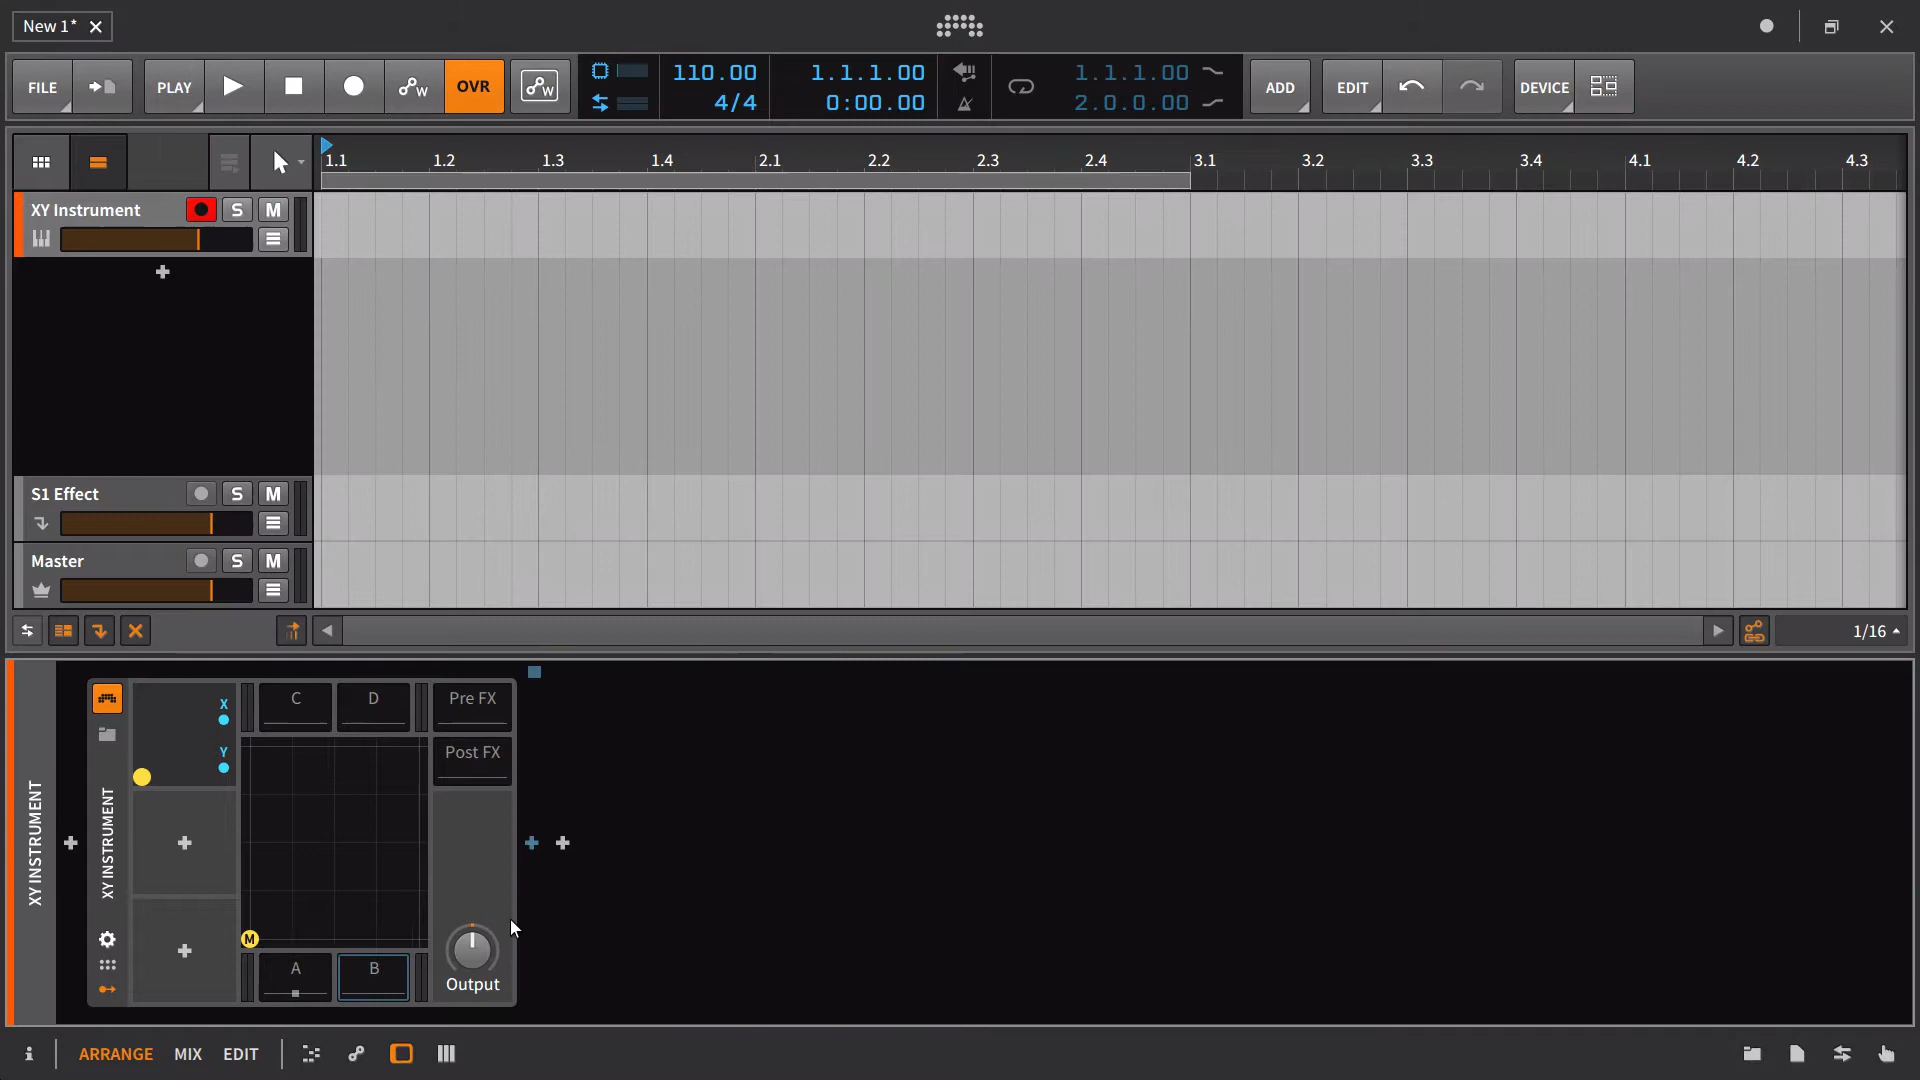 New 1*
FILE
PLAY
OVR
110.00
4/4
1.1.1.00
0:00.00
1.1.1.00
2.0.0.00
ADD
EDIT
DEVICE
1.1 1.2 1.3 1.4 2.1 2.2 2.3 2.4 3.1 3.2 3.3 3.4 4.1 4.2 4.3
XY Instrument S M
S1 Effect S M
Master S M
1/16
XY INSTRUMENT
XY INSTRUMENT
X
Y
C D Pre FX
Post FX
M
A B
Output
ARRANGE MIX EDIT